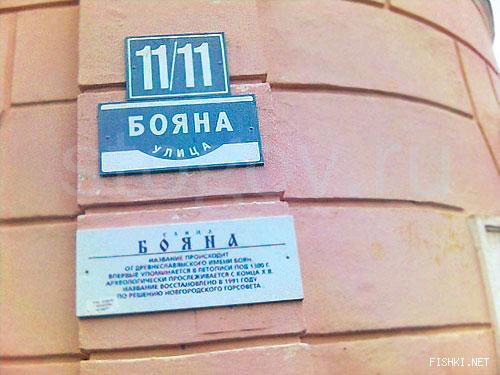 11/11
БОЯНА
УЛИЦА
УЛИЦА
БОЯНА
НАЗВАНИЕ ПРОИСХОДИТ
ОТ ДРЕВНЕСЛАВЯНСКОГО ИМЕНИ БОЯН.
ВПЕРВЫЕ УПОМИНАЕТСЯ В ЛЕТОПИСИ ПОД 1300 Г.
АРХЕОЛОГИЧЕСКИ ПРОСЛЕЖИВАЕТСЯ С КОНЦА X В.
НАЗВАНИЕ ВОССТАНОВЛЕНО В 1991 ГОДУ
ПО РЕШЕНИЮ НОВГОРОДСКОГО ГОРСОВЕТА
FISHKI.NET